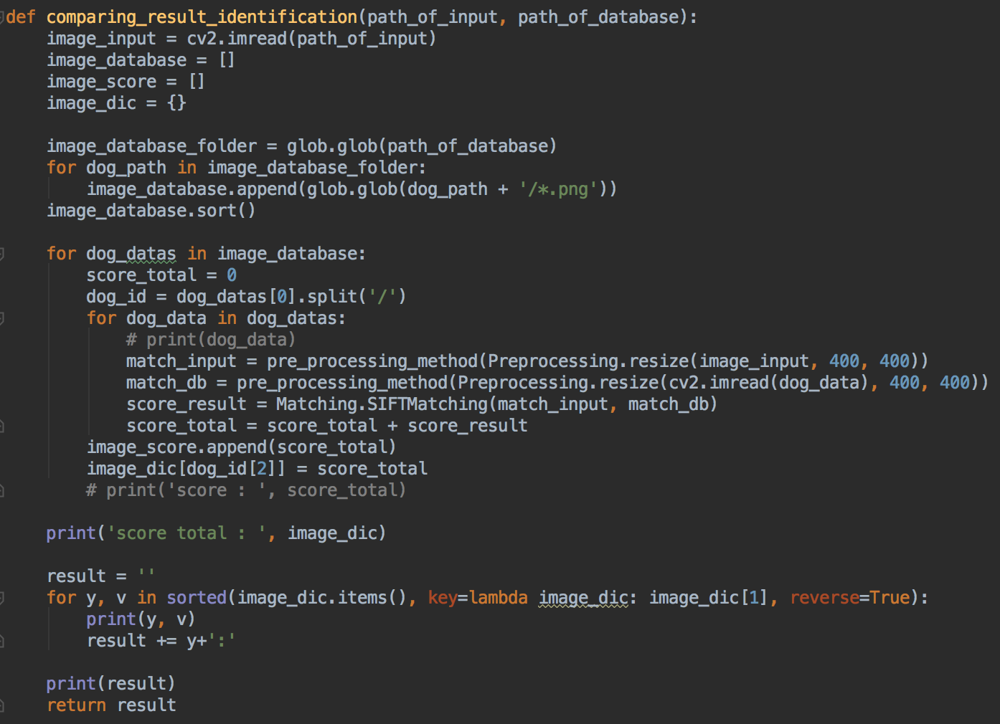 def comparing_result_identification(path_of_input, path_of_database):
    image_input = cv2.imread(path_of_input)
    image_database = []
    image_score = []
    image_dic = {}

    image_database_folder = glob.glob(path_of_database)
    for dog_path in image_database_folder:
        image_database.append(glob.glob(dog_path + '/*.png'))
    image_database.sort()

    for dog_datas in image_database:
        score_total = 0
        dog_id = dog_datas[0].split('/')
        for dog_data in dog_datas:
            # print(dog_data)
            match_input = pre_processing_method(Preprocessing.resize(image_input, 400, 400))
            match_db = pre_processing_method(Preprocessing.resize(cv2.imread(dog_data), 400, 400))
            score_result = Matching.SIFTMatching(match_input, match_db)
            score_total = score_total + score_result
        image_score.append(score_total)
        image_dic[dog_id[2]] = score_total
        # print('score : ', score_total)

    print('score total : ', image_dic)

    result = ''
    for y, v in sorted(image_dic.items(), key=lambda image_dic: image_dic[1], reverse=True):
        print(y, v)
        result += y+':'

    print(result)
    return result